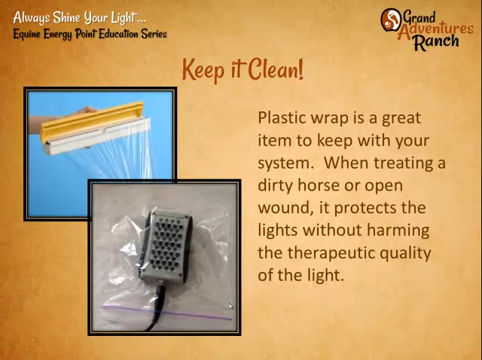 Always Shine Your Light...
Equine Energy Point Education Series
Grand
Adventures
Ranch
Keep it Clean!
Plastic wrap is a great
item to keep with your
system.  When treating a
dirty horse or open
wound, it protects the
lights without harming
the therapeutic quality
of the light.